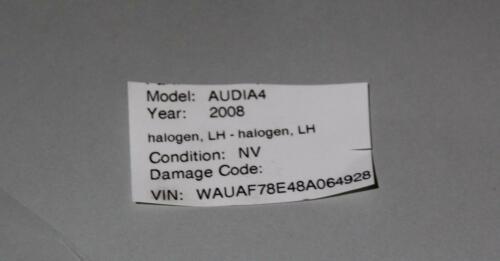 Model: AUDIA4
Year: 2008
halogen, LH - halogen, LH
Condition: NV
Damage Code:
VIN: WAUAF78E48A064928